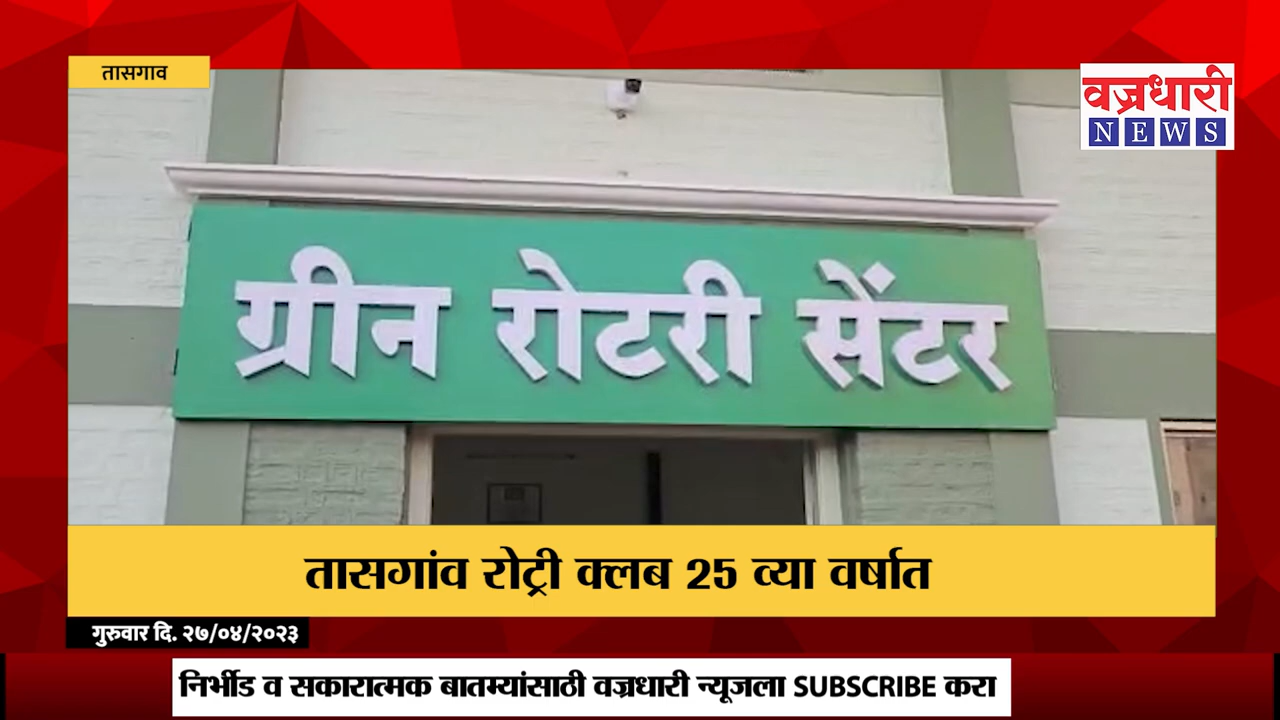 तासगाव
वज्रधारी
NEWS
ग्रीन रोटरी सेंटर
तासगांव रोट्री क्लब 25 व्या वर्षात
गुरुवार दि. २७/०४/२०२३
निर्भीड व सकारात्मक बातम्यांसाठी वज्रधारी न्यूजला SUBSCRIBE करा